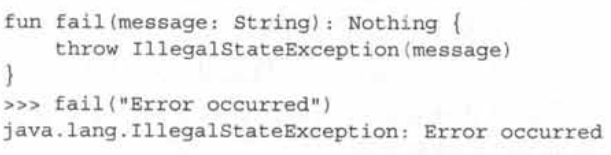 fun fail(message: String): Nothing {
    throw IllegalStateException(message)
}
>>> fail("Error occurred")
java.lang.IllegalStateException: Error occurred